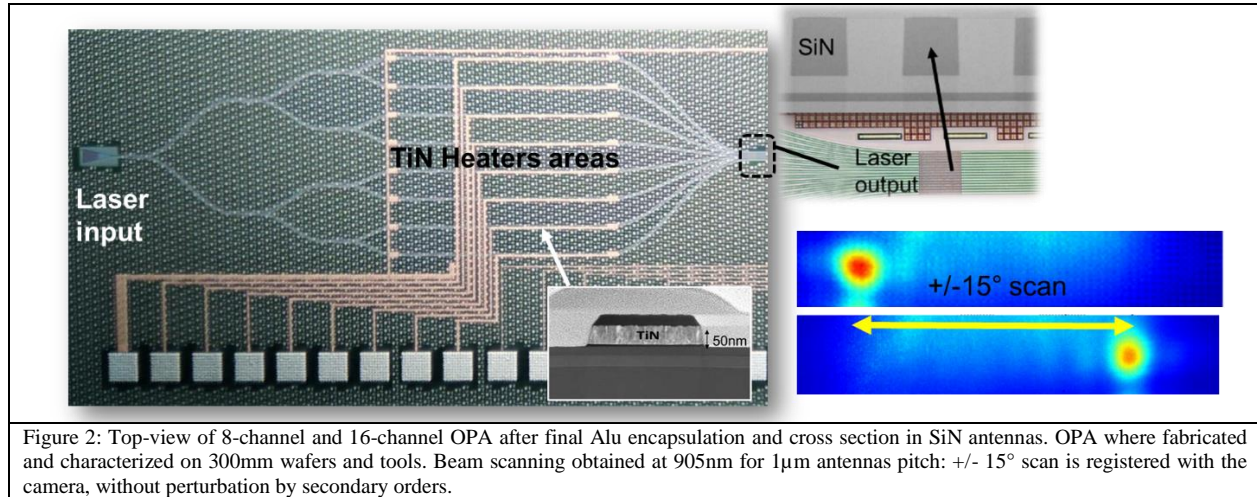 SiN
TiN Heaters areas
Laser
input
Laser
output
TiN
50nm
+/-15° scan
Figure 2: Top-view of 8-channel and 16-channel OPA after final Alu encapsulation and cross section in SiN antennas. OPA where fabricated
and characterized on 300mm wafers and tools. Beam scanning obtained at 905nm for 1µm antennas pitch: +/- 15° scan is registered with the
camera, without perturbation by secondary orders.